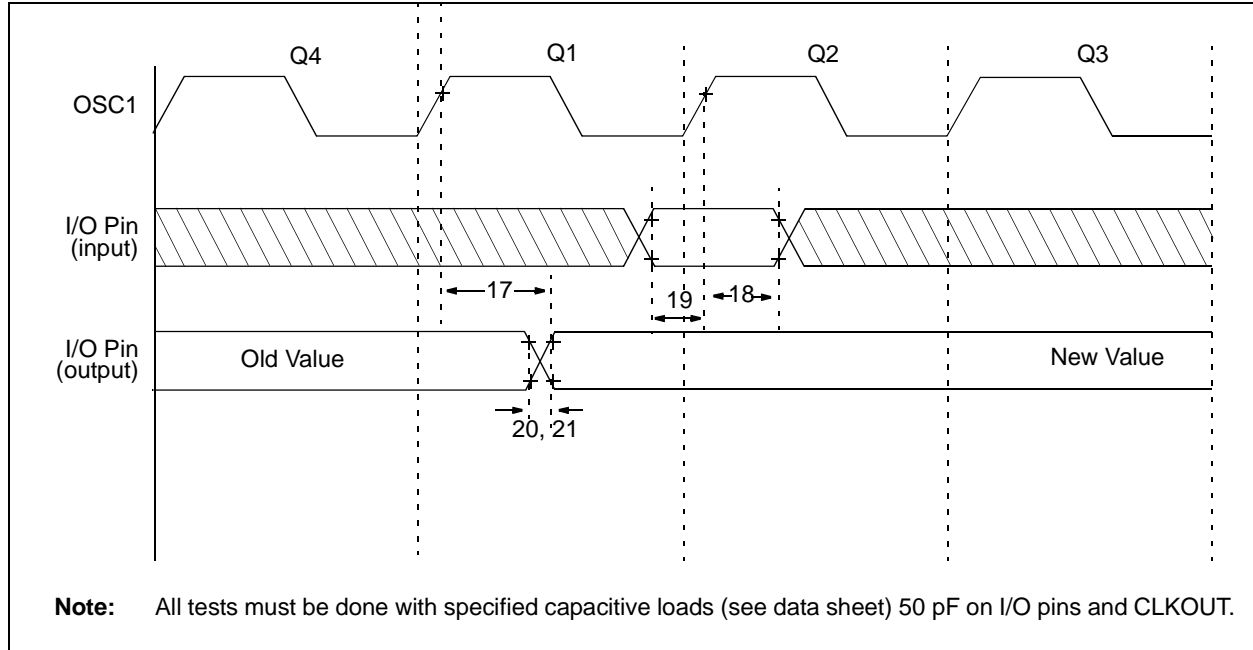 Q4
Q1
Q2
Q3
OSC1
I/O Pin
(input)
17
19
18
I/O Pin
(output)
Old Value
New Value
20, 21
Note: All tests must be done with specified capacitive loads (see data sheet) 50 pF on I/O pins and CLKOUT.